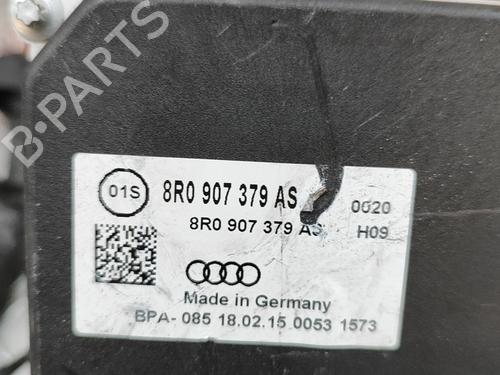 B-PARTS
01S
8R0 907 379 AS
0020
8R0 907 379 AS
H09
Made in Germany
BPA- 085 18.02.15 0053 1573